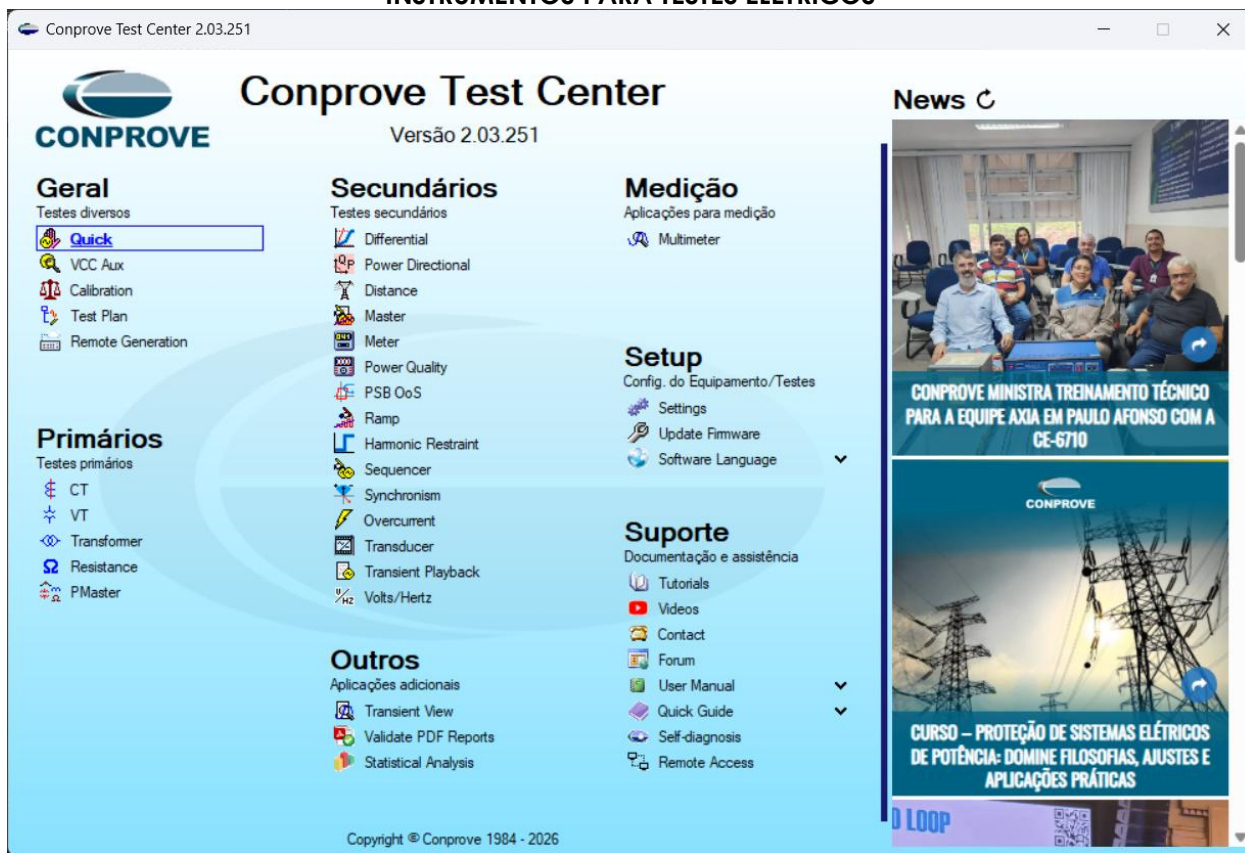 INSTRUMENTOS PARA TESTES ELÉTRICOS
Conprove Test Center 2.03.251
CONPROVE
Conprove Test Center
Versão 2.03.251
Geral
Testes diversos
Quick
VCC Aux
Calibration
Test Plan
Remote Generation
Primários
Testes primários
CT
VT
Transformer
Resistance
PMaster
Secundários
Testes secundários
Differential
Power Directional
Distance
Master
Meter
Power Quality
PSB OoS
Ramp
Harmonic Restraint
Sequencer
Synchronism
Overcurrent
Transducer
Transient Playback
Volts/Hertz
Outros
Aplicações adicionais
Transient View
Validate PDF Reports
Statistical Analysis
Medição
Aplicações para medição
Multimeter
Setup
Config. do Equipamento/Testes
Settings
Update Firmware
Software Language
Suporte
Documentação e assistência
Tutorials
Videos
Contact
Forum
User Manual
Quick Guide
Self-diagnosis
Remote Access
Copyright © Conprove 1984 - 2026
News
CONPROVE MINISTRA TREINAMENTO TÉCNICO
PARA A EQUIPE AXIA EM PAULO AFONSO COM A
CE-6710
CONPROVE
CURSO – PROTEÇÃO DE SISTEMAS ELÉTRICOS
DE POTÊNCIA: DOMINE FILOSOFIAS, AJUSTES E
APLICAÇÕES PRÁTICAS
LOOP